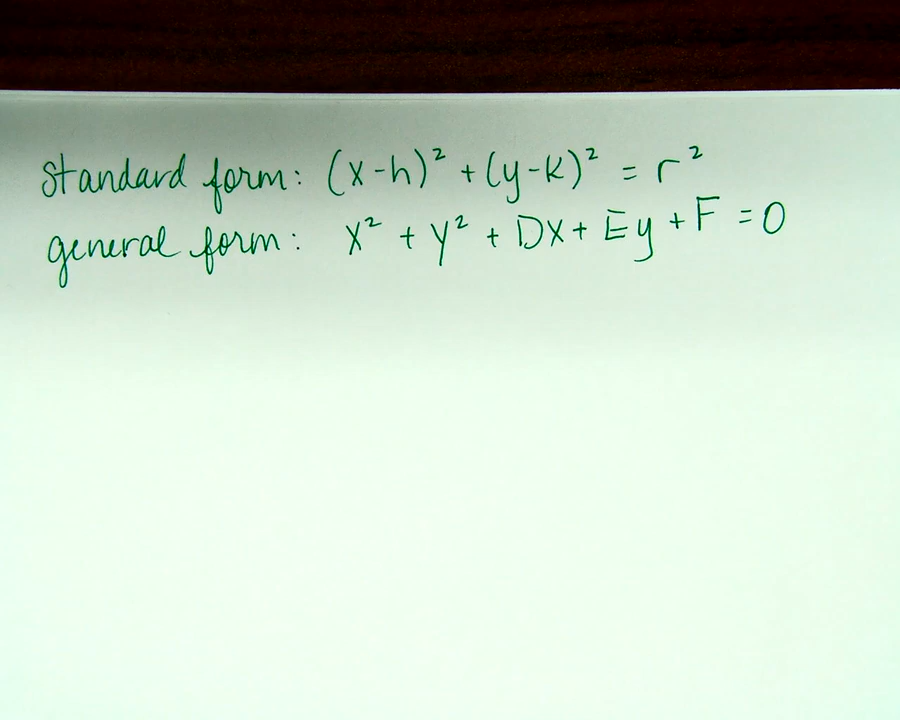 Standard form: (x-h)² + (y-k)² = r²
general form: x² + y² + Dx + Ey + F = 0